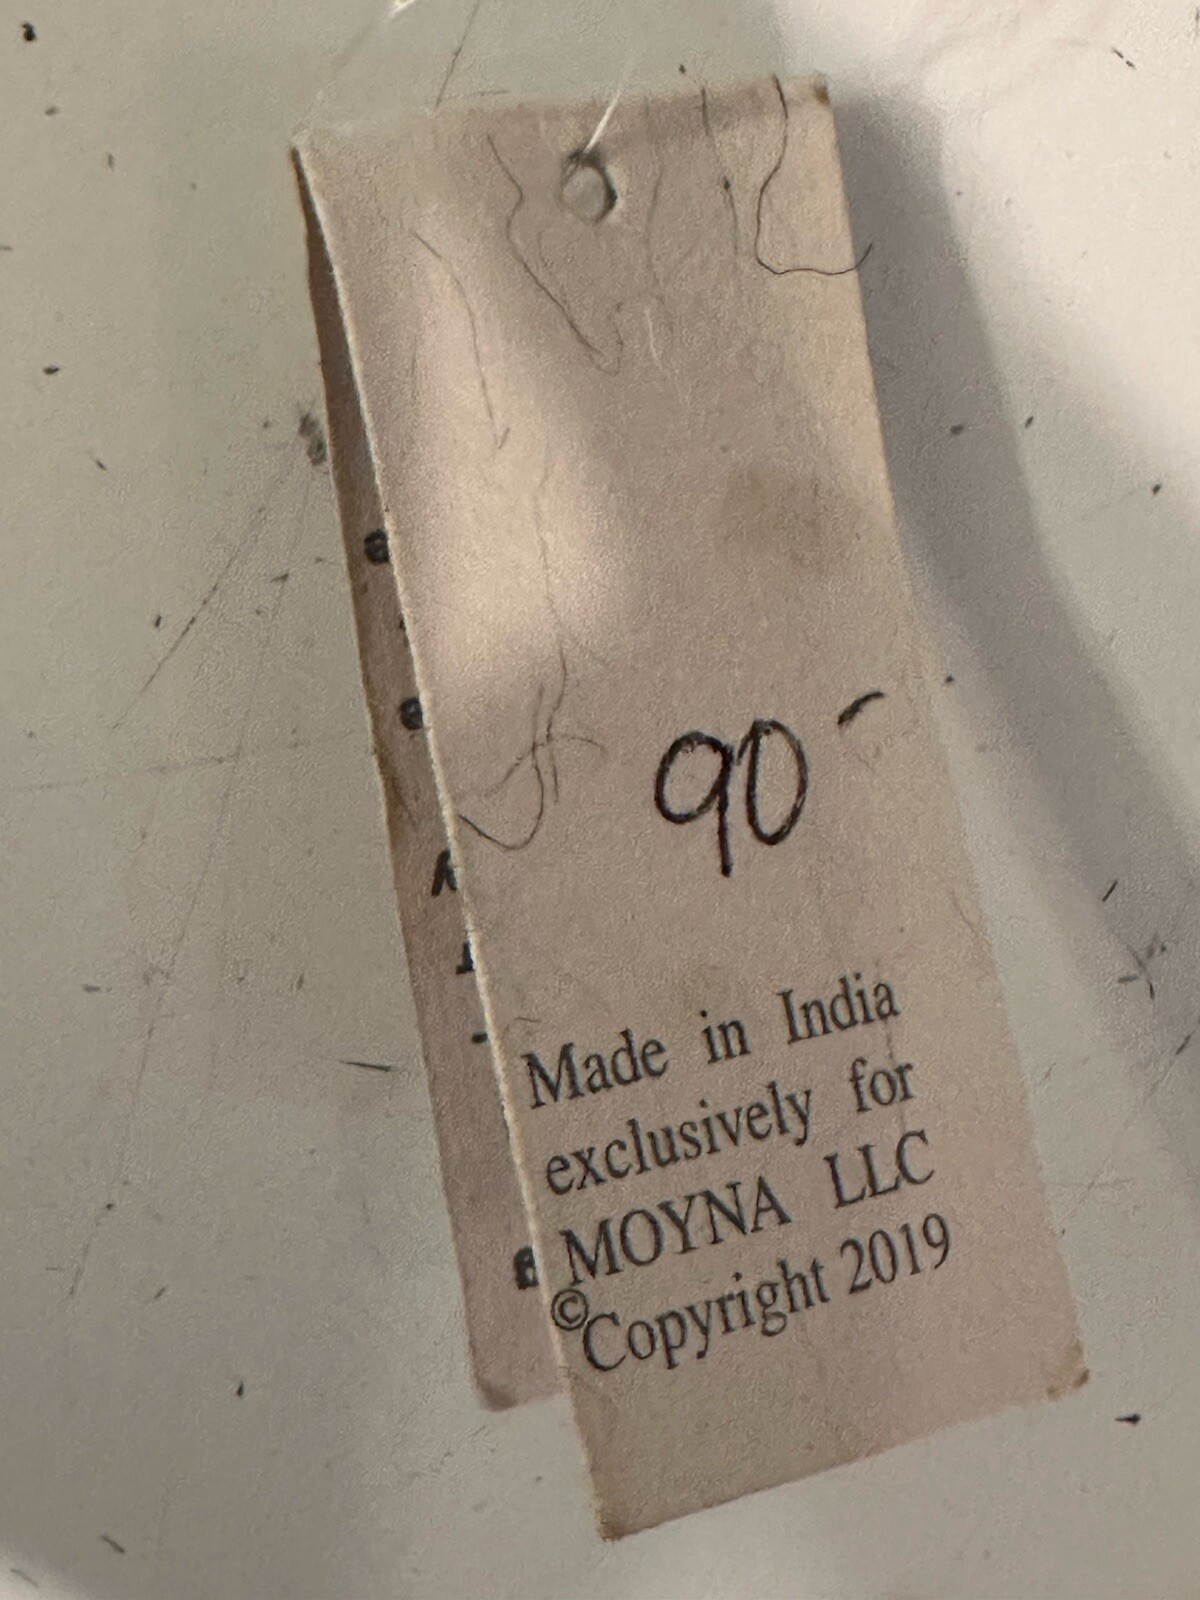 90 -
Made in India
exclusively for
MOYNA LLC
©Copyright 2019